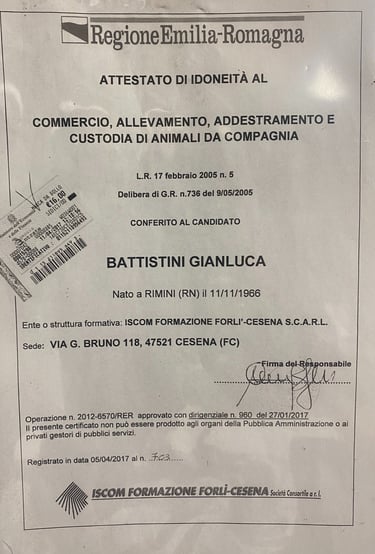 RegioneEmilia-Romagna
ATTESTATO DI IDONEITÀ AL
COMMERCIO, ALLEVAMENTO, ADDESTRAMENTO E
CUSTODIA DI ANIMALI DA COMPAGNIA
L.R. 17 febbraio 2005 n. 5
Delibera di G.R. n.736 del 9/05/2005
CONFERITO AL CANDIDATO
€16,00
BATTISTINI GIANLUCA
Nato a RIMINI (RN) il 11/11/1966
Ente o struttura formativa: ISCOM FORMAZIONE FORLI'-CESENA S.C.A.R.L.
Sede: VIA G. BRUNO 118, 47521 CESENA (FC)
Firma del Responsabile
Operazione n. 2012-6570/RER approvato con dirigenziale n. 960 del 27/01/2017
Il presente certificato non può essere prodotto agli organi della Pubblica Amministrazione o ai
privati gestori di pubblici servizi.
Registrato in data 05/04/2017 al n. 703
ISCOM FORMAZIONE FORLÌ-CESENA Società Consortile a r.l.